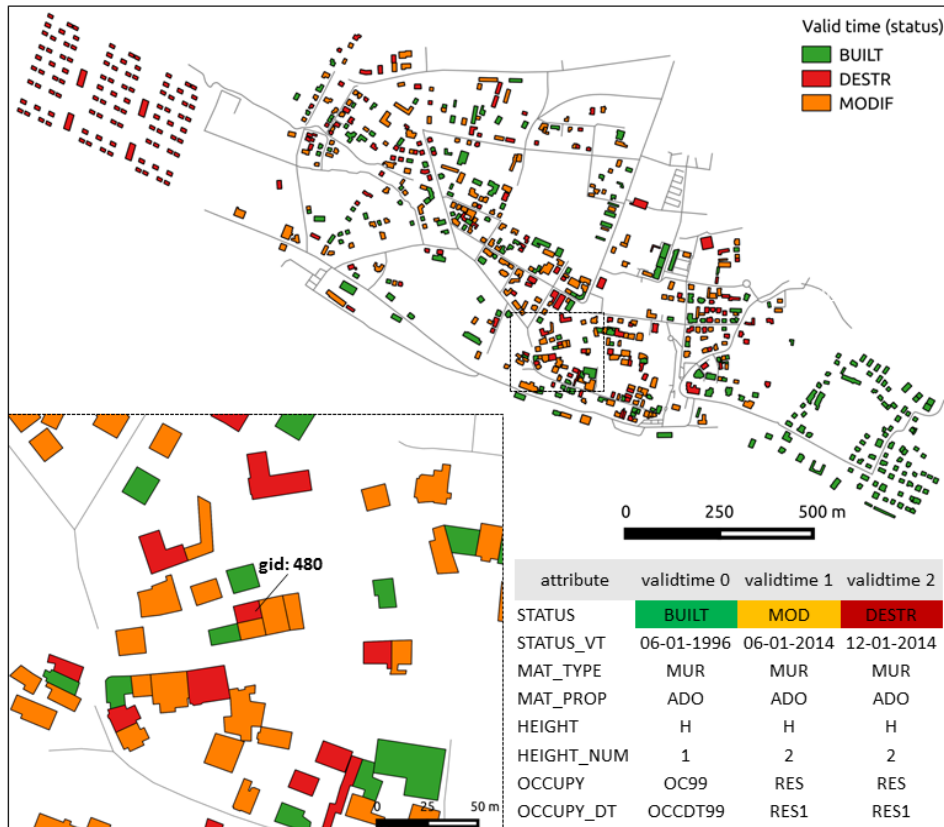 Valid time (status)
BUILT
DESTR
MODIF
0 250 500 m
gid: 480
0 25 50 m
attribute validtime 0 validtime 1 validtime 2
STATUS BUILT MOD DESTR
STATUS_VT 06-01-1996 06-01-2014 12-01-2014
MAT_TYPE MUR MUR MUR
MAT_PROP ADO ADO ADO
HEIGHT H H H
HEIGHT_NUM 1 2 2
OCCUPY OC99 RES RES
OCCUPY_DT OCCDT99 RES1 RES1